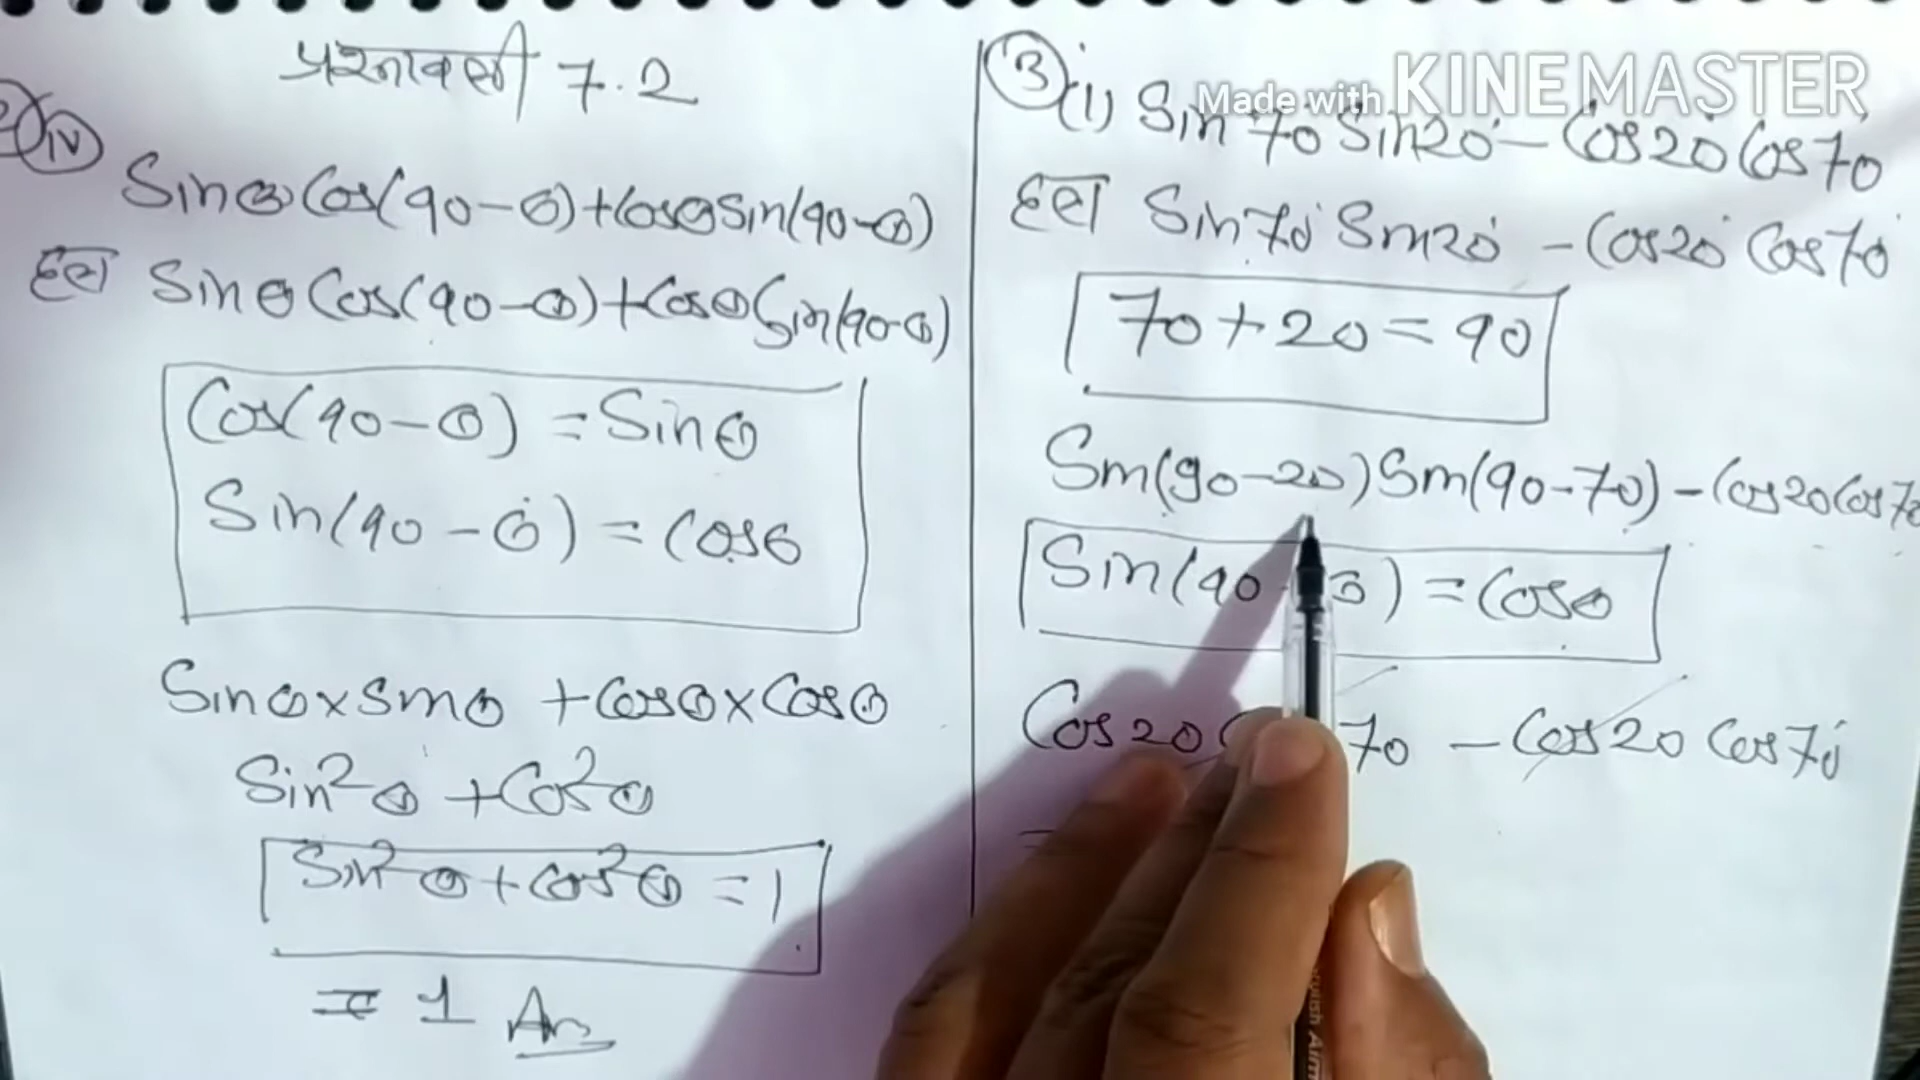 प्रश्नावली 7.2
iv
Sinθ Cos(90-θ)+Cosθ Sin(90-θ)
हल Sinθ Cos(90-θ)+Cosθ Sin(90-θ)
Cos(90-θ) = Sinθ
Sin(90-θ) = Cosθ
Sinθ×Sinθ + Cosθ×Cosθ
Sin²θ + Cos²θ
Sin²θ + Cos²θ = 1
= 1 Ans
Made with KINEMASTER
3 (i) Sin70° Sin20° - Cos20° Cos70
हल Sin70° Sin20° - Cos20° Cos70°
70+20=90
Sin(90-20) Sin(90-70) - Cos20 Cos70
Sin(90 θ) = Cosθ
Cos20 70 - Cos20 Cos70°
=